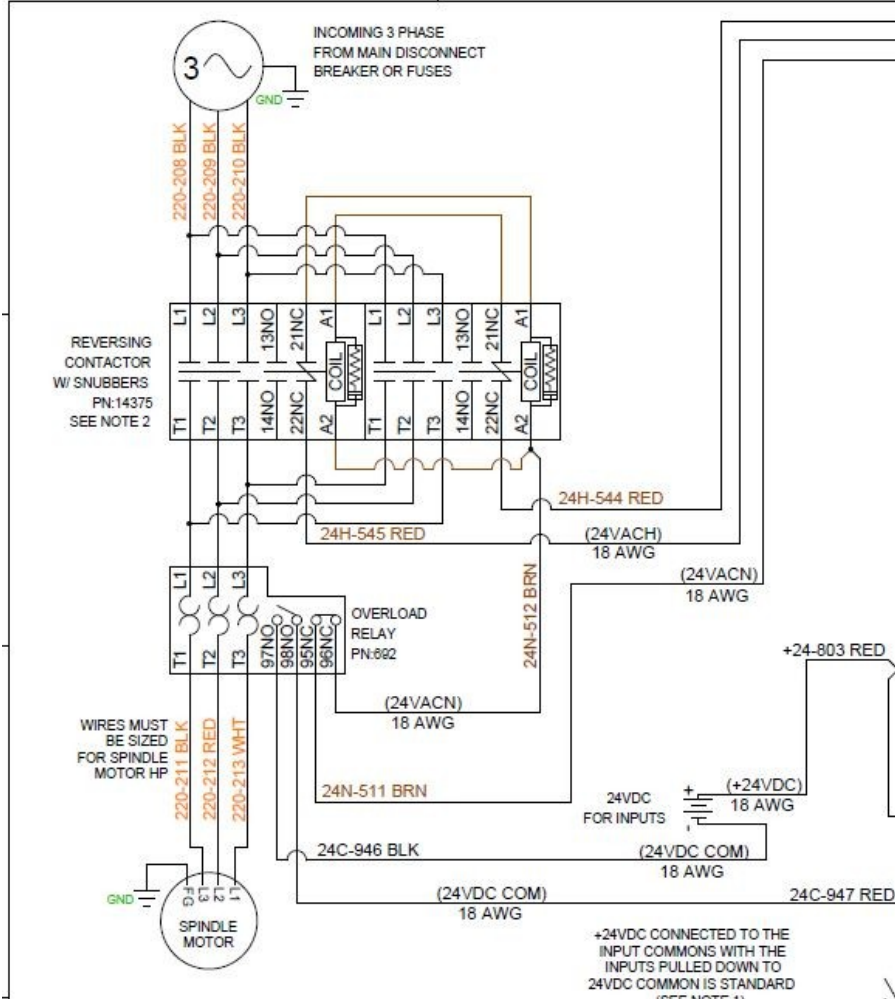 INCOMING 3 PHASE
FROM MAIN DISCONNECT
BREAKER OR FUSES
3
GND
220-208 BLK
220-209 BLK
220-210 BLK
L1
L2
L3
13NO
21NC
A1
L1
L2
L3
13NO
21NC
A1
REVERSING
CONTACTOR
W/ SNUBBERS
PN:14375
SEE NOTE 2
COIL
COIL
T1
T2
T3
14NO
22NC
A2
T1
T2
T3
14NO
22NC
A2
24H-544 RED
24H-545 RED
(24VACH)
18 AWG
(24VACN)
18 AWG
24N-512 BRN
L1
L2
L3
OVERLOAD
RELAY
PN:692
T1
T2
T3
97NO
98NO
95NC
96NC
+24-803 RED
(24VACN)
18 AWG
WIRES MUST
BE SIZED
FOR SPINDLE
MOTOR HP
220-211 BLK
220-212 RED
220-213 WHT
24N-511 BRN
24VDC
FOR INPUTS
+
-
(+24VDC)
18 AWG
24C-946 BLK
(24VDC COM)
18 AWG
GND
FG
L3
L2
L1
SPINDLE
MOTOR
(24VDC COM)
18 AWG
24C-947 RED
+24VDC CONNECTED TO THE
INPUT COMMONS WITH THE
INPUTS PULLED DOWN TO
24VDC COMMON IS STANDARD
(SEE NOTE 1)